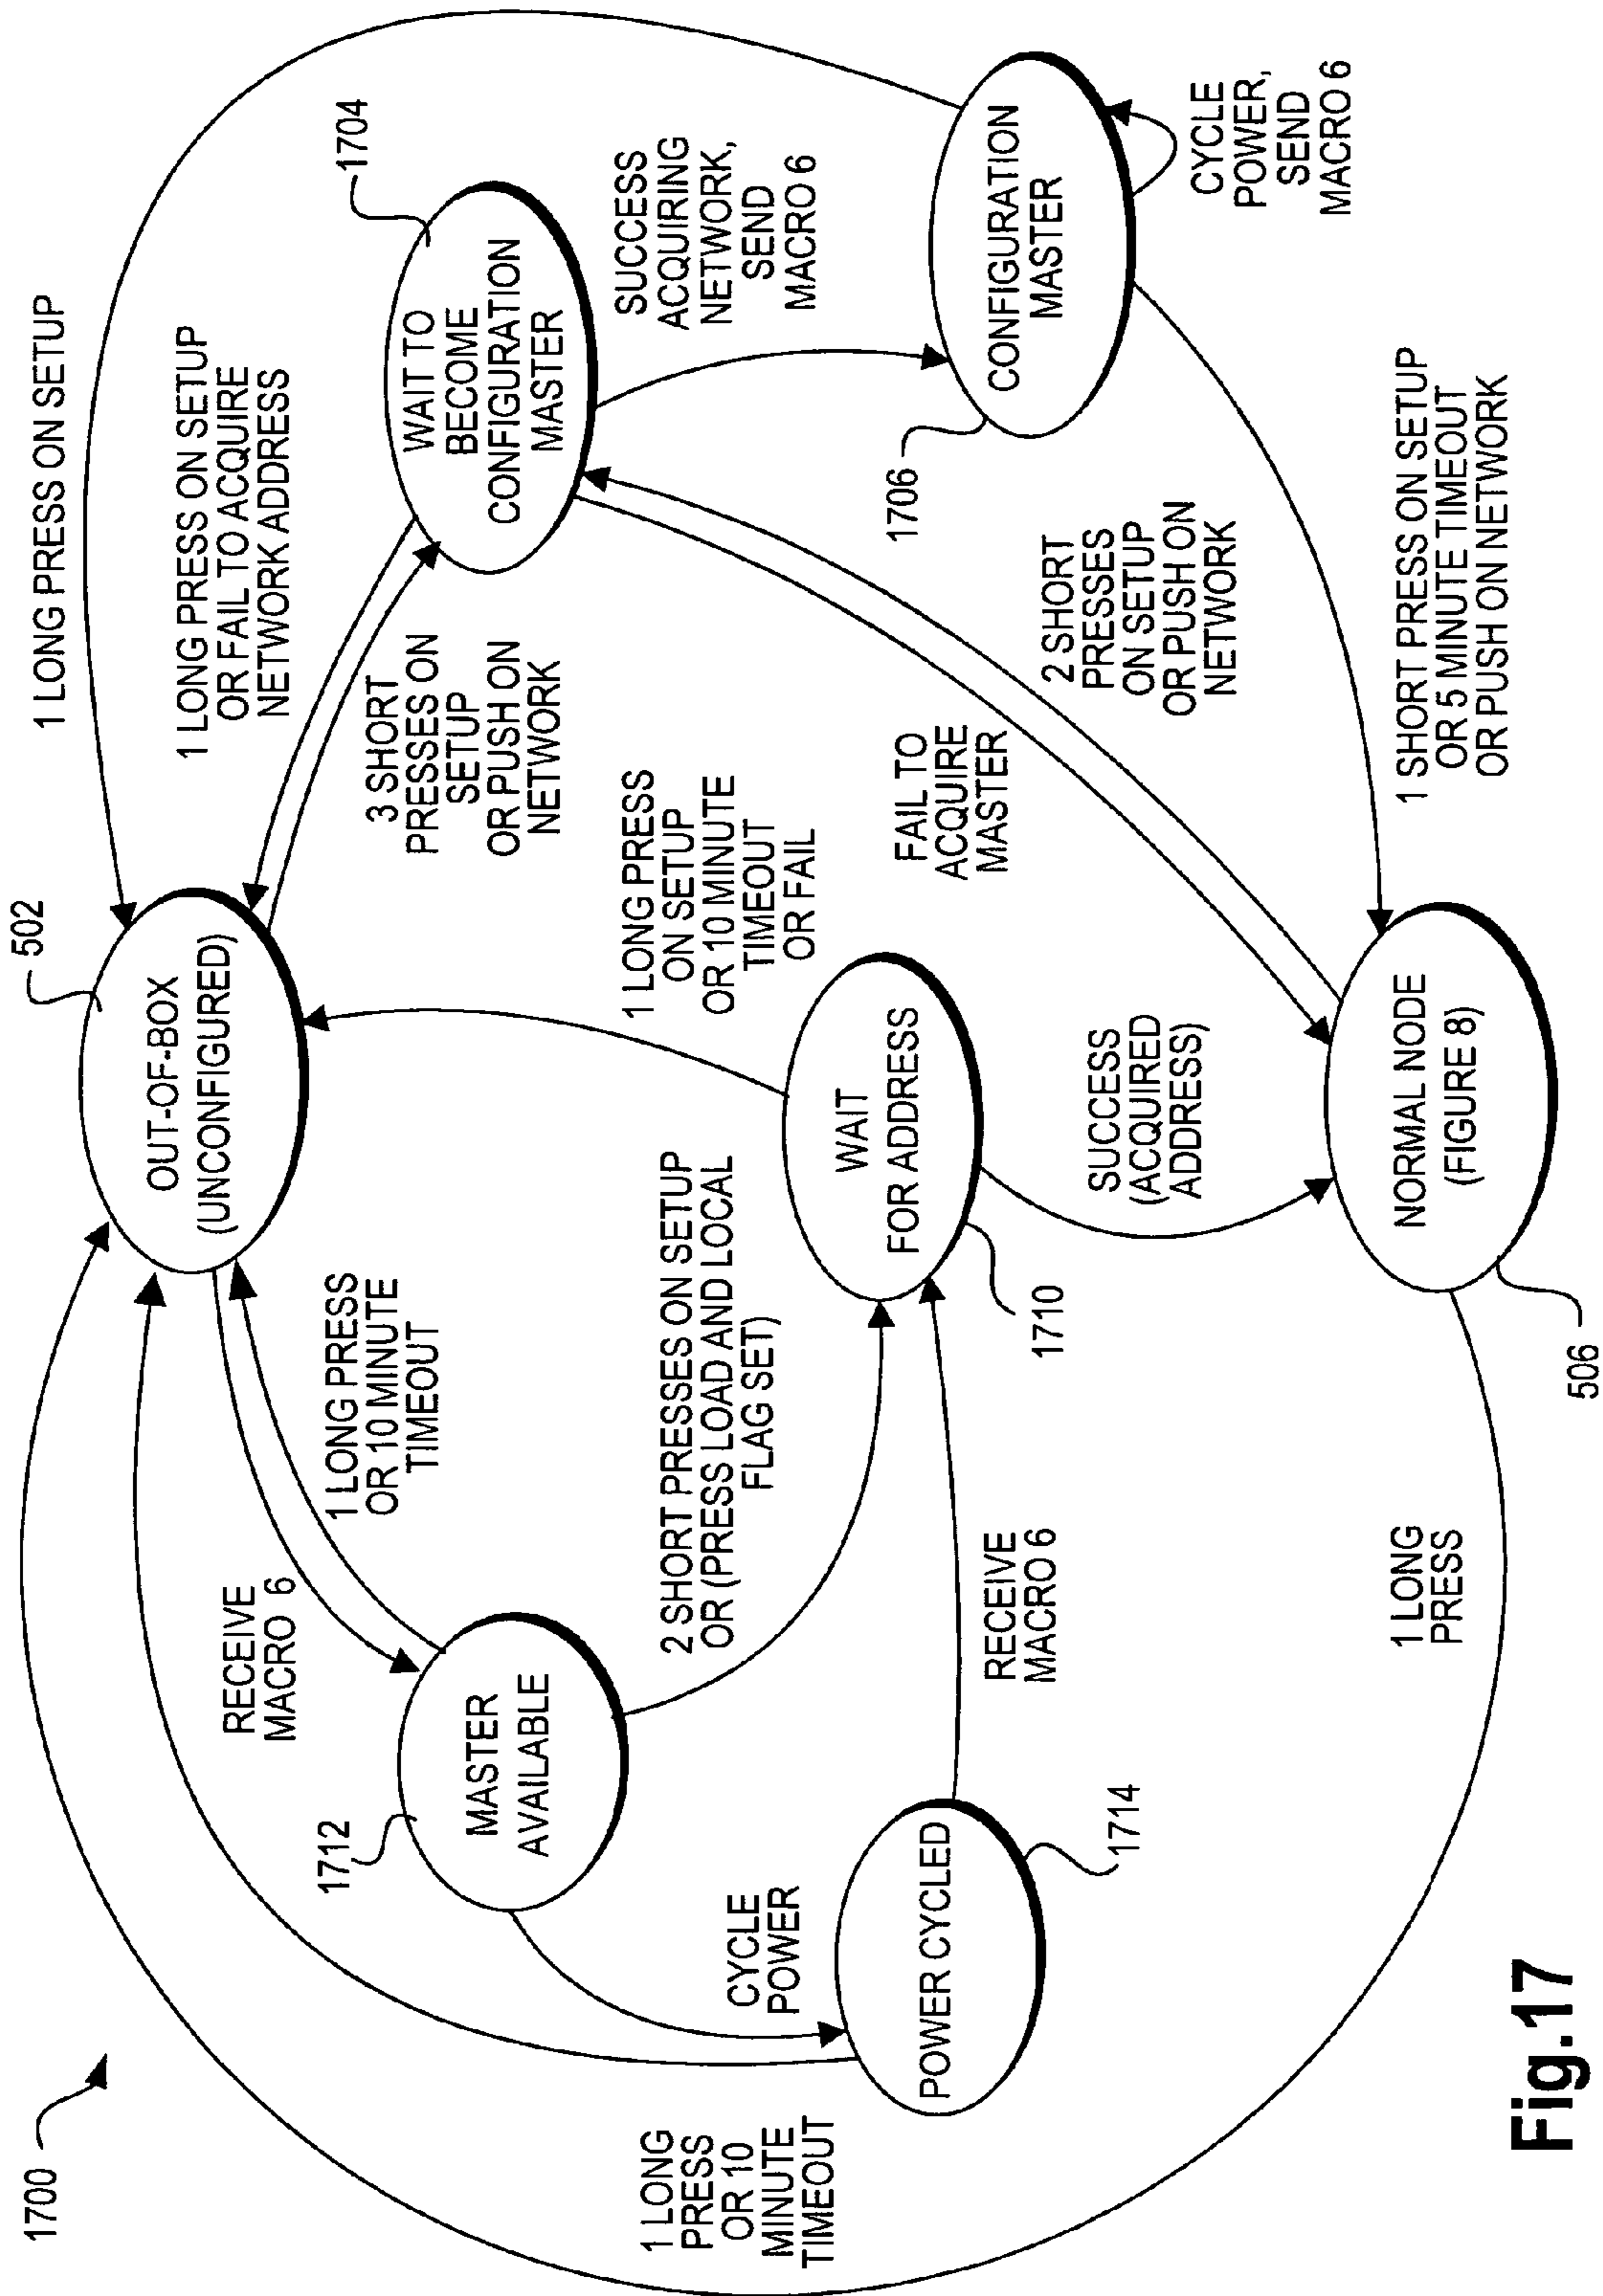 1700
1 LONG
PRESS
OR 10
MINUTE
TIMEOUT
502
OUT-OF-BOX
(UNCONFIGURED)
1 LONG PRESS ON SETUP
1 LONG PRESS ON SETUP
OR FAIL TO ACQUIRE
NETWORK ADDRESS
3 SHORT
PRESSES ON
SETUP
OR PUSH ON
NETWORK
1704
WAIT TO
BECOME
CONFIGURATION
MASTER
SUCCESS
ACQUIRING
NETWORK,
SEND
MACRO 6
RECEIVE
MACRO 6
1 LONG PRESS
OR 10 MINUTE
TIMEOUT
1712
MASTER
AVAILABLE
2 SHORT PRESSES ON SETUP
OR (PRESS LOAD AND LOCAL
FLAG SET)
1 LONG PRESS
ON SETUP
OR 10 MINUTE
TIMEOUT
OR FAIL
CYCLE
POWER
POWER CYCLED
1714
RECEIVE
MACRO 6
WAIT
FOR ADDRESS
1710
FAIL TO
ACQUIRE
MASTER
2 SHORT
PRESSES
ON SETUP
OR PUSH ON
NETWORK
1706
CONFIGURATION
MASTER
CYCLE
POWER,
SEND
MACRO 6
SUCCESS
(ACQUIRED
ADDRESS)
1 LONG
PRESS
NORMAL NODE
(FIGURE 8)
506
1 SHORT PRESS ON SETUP
OR 5 MINUTE TIMEOUT
OR PUSH ON NETWORK
Fig.17